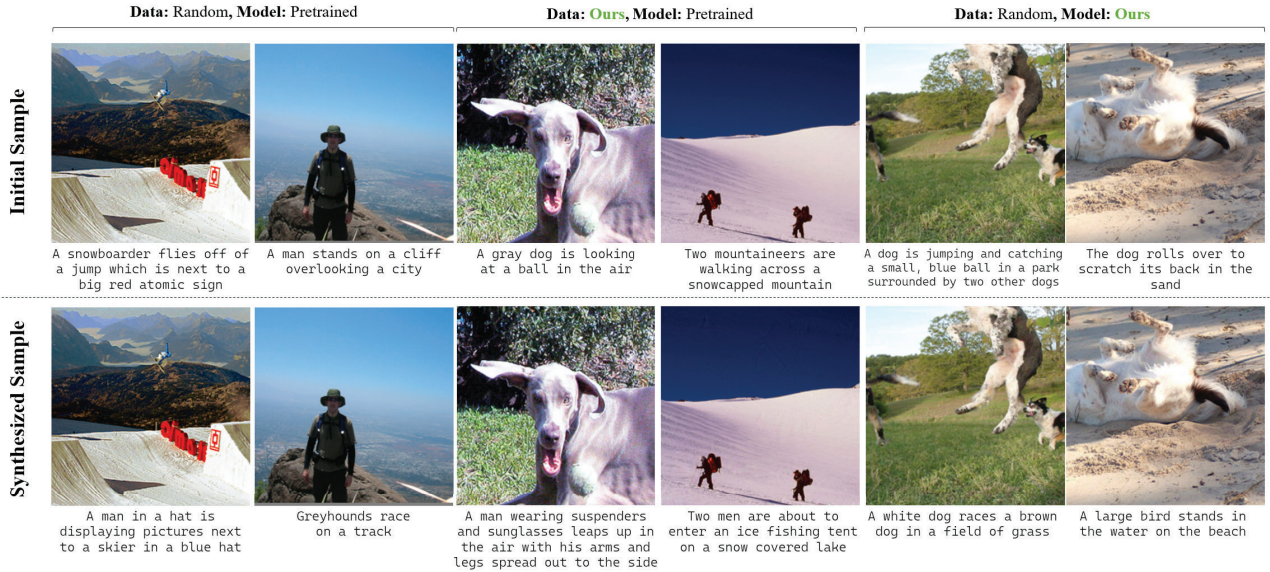 Data: Random, Model: Pretrained
Data: Ours, Model: Pretrained
Data: Random, Model: Ours
Initial Sample
A snowboarder flies off of
a jump which is next to a
big red atomic sign
A man stands on a cliff
overlooking a city
A gray dog is looking
at a ball in the air
Two mountaineers are
walking across a
snowcapped mountain
A dog is jumping and catching
a small, blue ball in a park
surrounded by two other dogs
The dog rolls over to
scratch its back in the
sand
Synthesized Sample
A man in a hat is
displaying pictures next
to a skier in a blue hat
Greyhounds race
on a track
A man wearing suspenders
and sunglasses leaps up in
the air with his arms and
legs spread out to the side
Two men are about to
enter an ice fishing tent
on a snow covered lake
A white dog races a brown
dog in a field of grass
A large bird stands in
the water on the beach